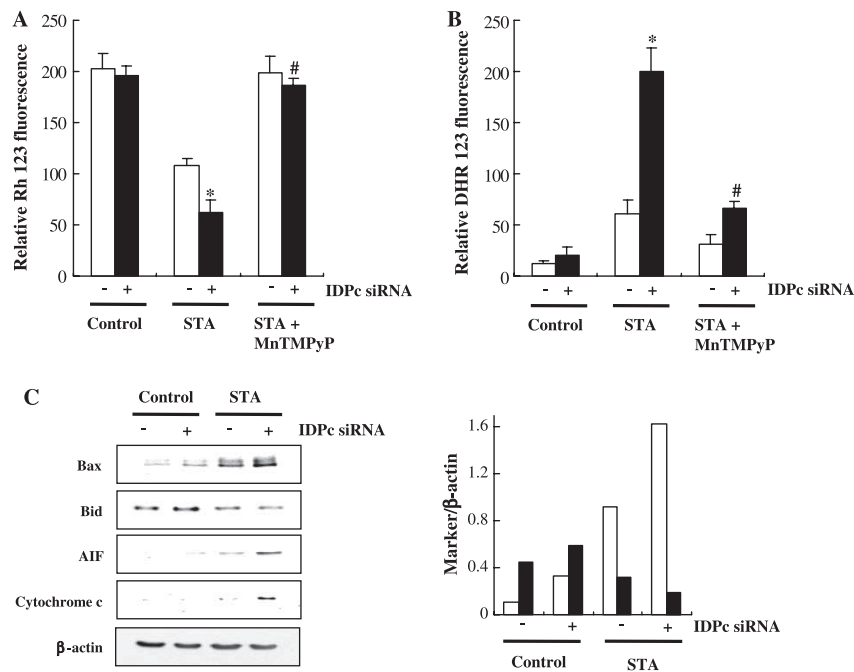 A
Relative Rh 123 fluorescence
250
200
150
100
50
0
*
#
- + - + - + IDPc siRNA
Control STA STA +
MnTMPyP
B
Relative DHR 123 fluorescence
250
200
150
100
50
0
*
#
- + - + - + IDPc siRNA
Control STA STA +
MnTMPyP
C
Control STA
- + - + IDPc siRNA
Bax
Bid
AIF
Cytochrome c
β-actin
Marker/β-actin
1.6
1.2
0.8
0.4
0
- + - + IDPc siRNA
Control STA